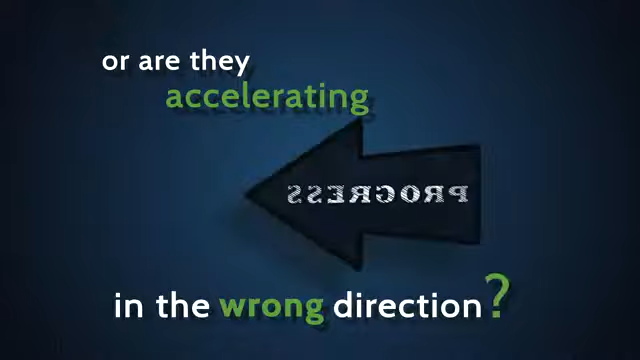 or are they
accelerating
PROGRESS
in the wrong direction?